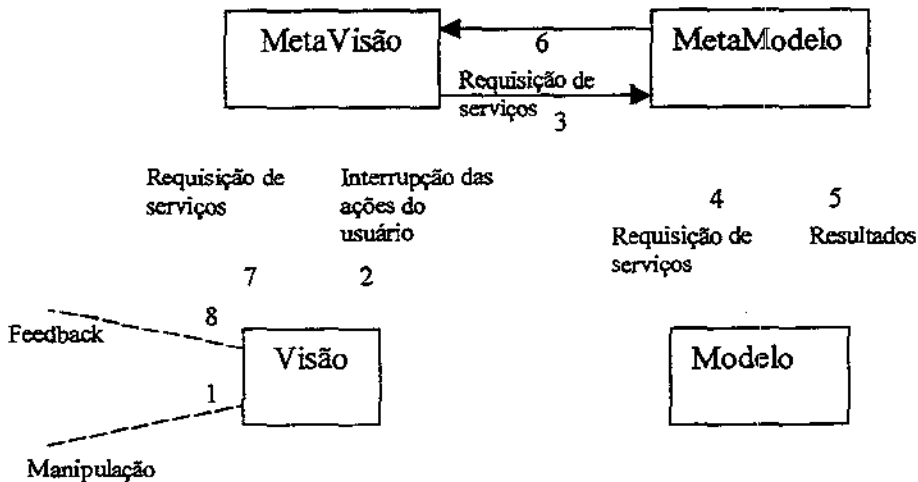 MetaVisão
6
MetaModelo
Requisição de
serviços
3
Requisição de
serviços
Interrupção das
ações do
usuário
4
5
Requisição de
serviços
Resultados
7
2
Feedback
8
Visão
Modelo
1
Manipulação